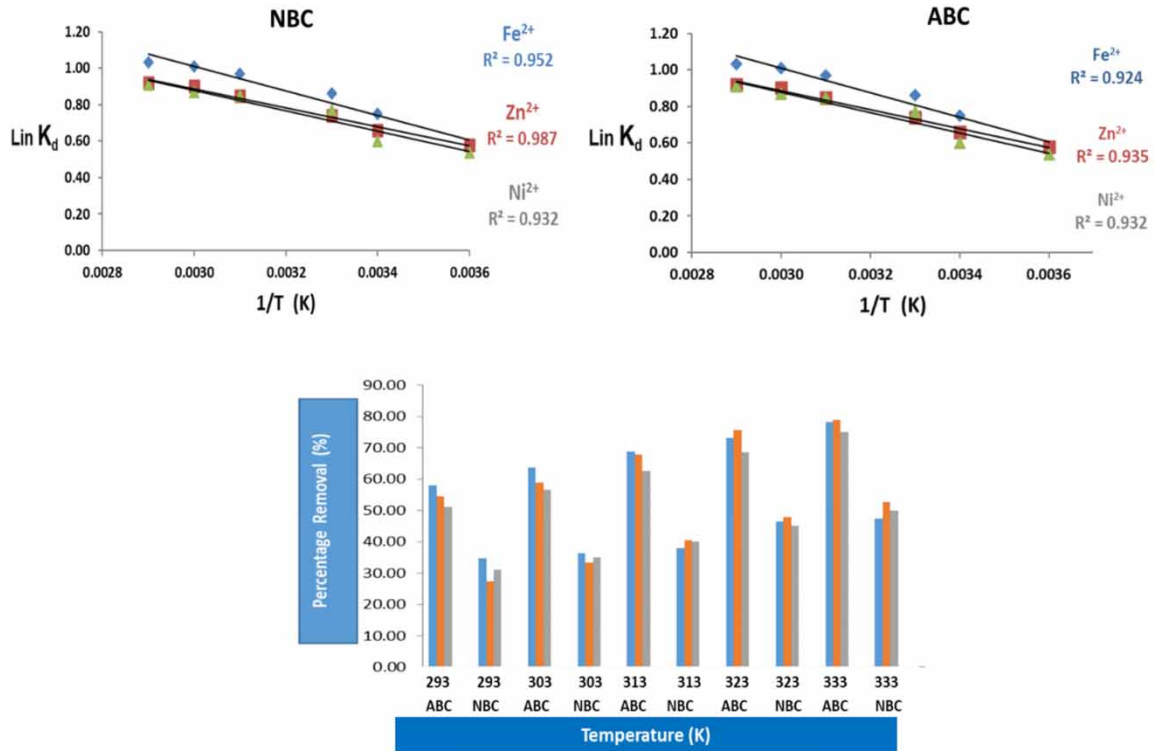 NBC
1.20
1.00
0.80
0.60
0.40
0.20
0.00
Lin Kd
0.0028 0.0030 0.0032 0.0034 0.0036
1/T (K)
Fe²⁺
R² = 0.952
Zn²⁺
R² = 0.987
Ni²⁺
R² = 0.932
ABC
1.20
1.00
0.80
0.60
0.40
0.20
0.00
Lin Kd
0.0028 0.0030 0.0032 0.0034 0.0036
1/T (K)
Fe²⁺
R² = 0.924
Zn²⁺
R² = 0.935
Ni²⁺
R² = 0.932
Percentage Removal (%)
90.00
80.00
70.00
60.00
50.00
40.00
30.00
20.00
10.00
0.00
293 293 303 303 313 313 323 323 333 333
ABC NBC ABC NBC ABC NBC ABC NBC ABC NBC
Temperature (K)